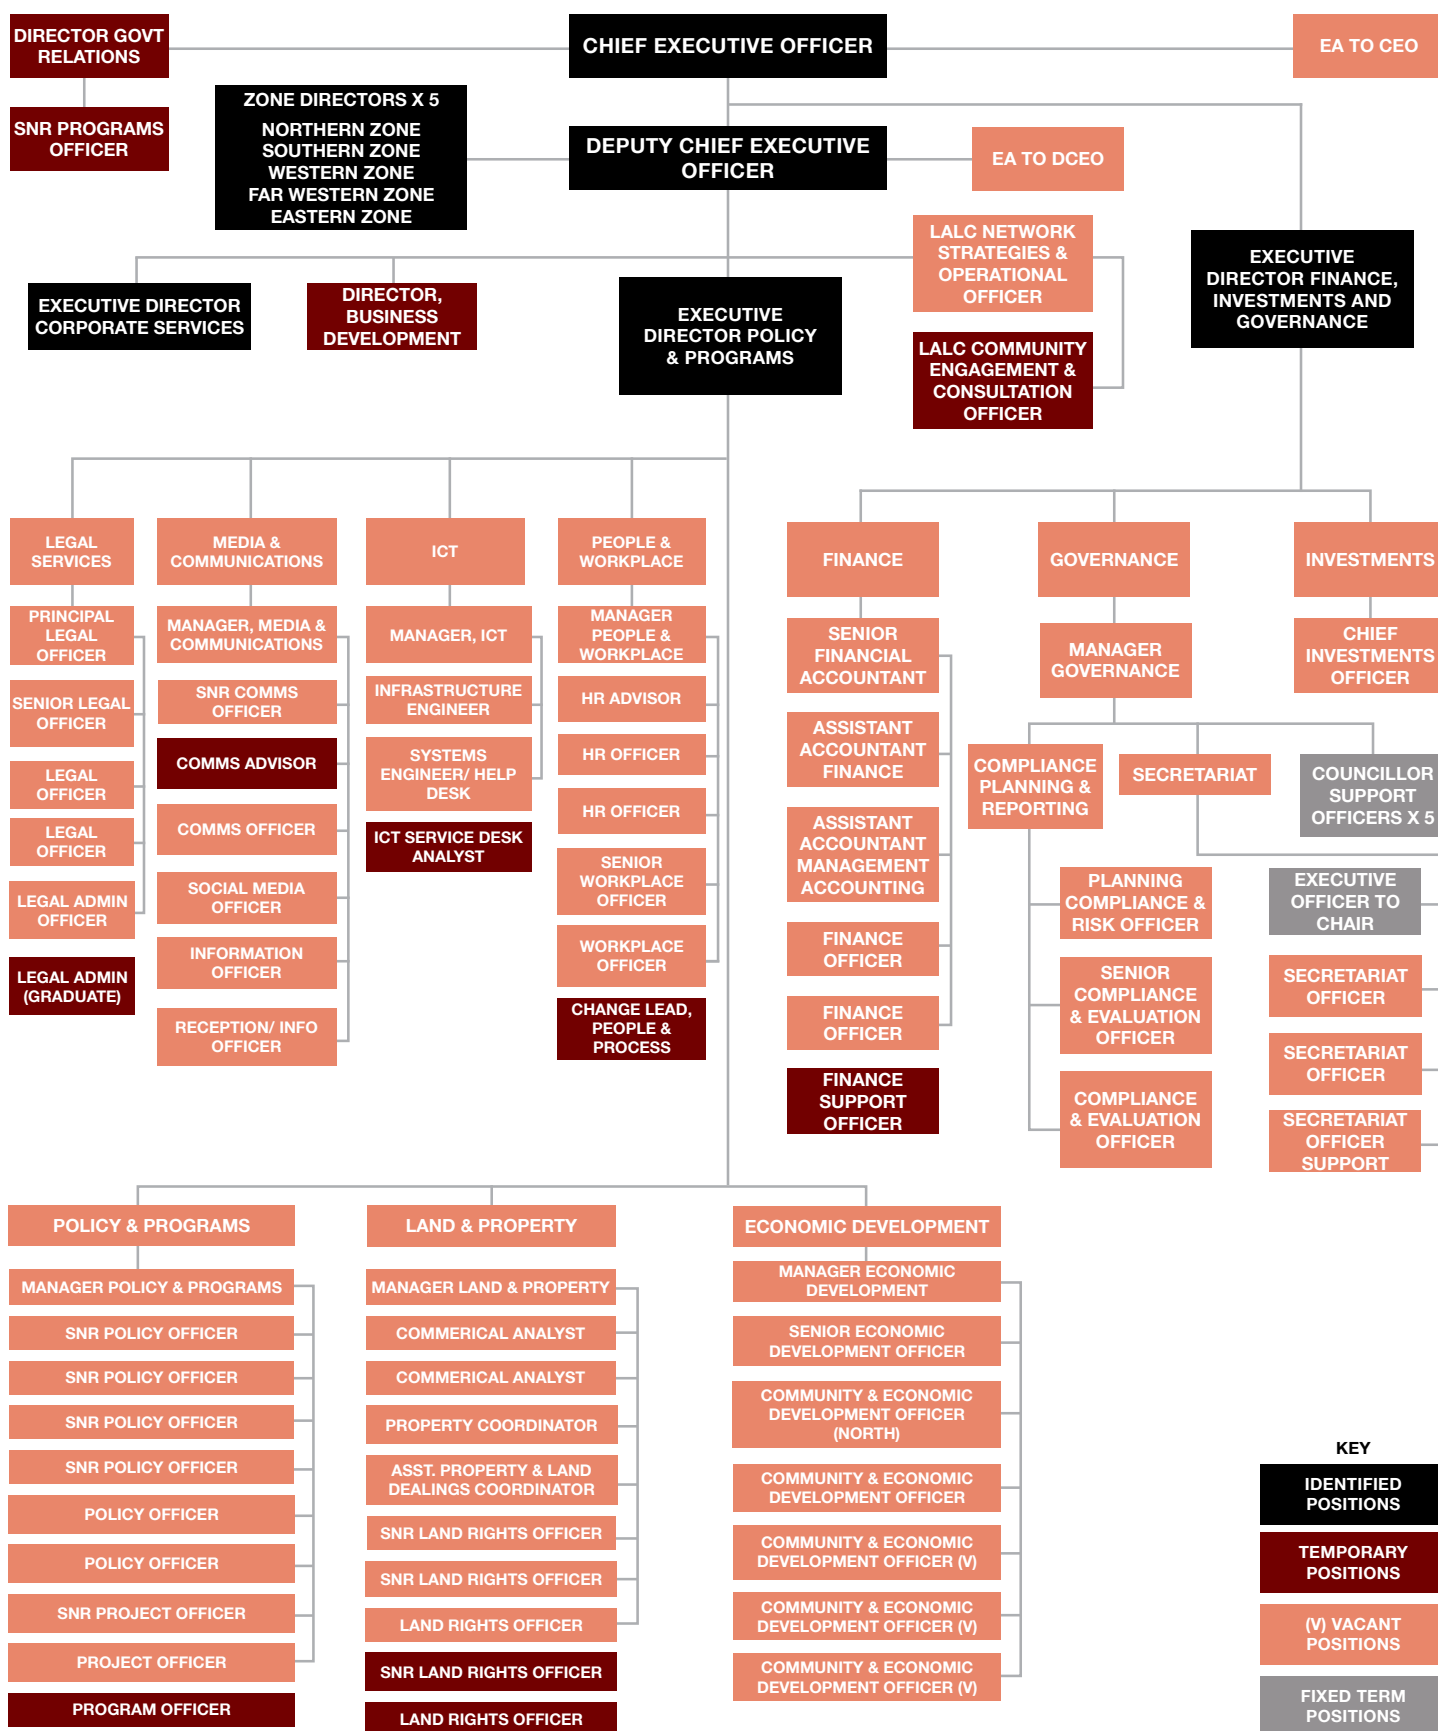 DIRECTOR GOVT
RELATIONS
CHIEF EXECUTIVE OFFICER
EA TO CEO
SNR PROGRAMS
OFFICER
ZONE DIRECTORS X 5
NORTHERN ZONE
SOUTHERN ZONE
WESTERN ZONE
FAR WESTERN ZONE
EASTERN ZONE
DEPUTY CHIEF EXECUTIVE
OFFICER
EA TO DCEO
LALC NETWORK
STRATEGIES &
OPERATIONAL
OFFICER
EXECUTIVE
DIRECTOR FINANCE,
INVESTMENTS AND
GOVERNANCE
EXECUTIVE DIRECTOR
CORPORATE SERVICES
DIRECTOR,
BUSINESS
DEVELOPMENT
EXECUTIVE
DIRECTOR POLICY
& PROGRAMS
LALC COMMUNITY
ENGAGEMENT &
CONSULTATION
OFFICER
LEGAL
SERVICES
PRINCIPAL
LEGAL
OFFICER
SENIOR LEGAL
OFFICER
LEGAL
OFFICER
LEGAL
OFFICER
LEGAL ADMIN
OFFICER
LEGAL ADMIN
(GRADUATE)
MEDIA &
COMMUNICATIONS
MANAGER, MEDIA &
COMMUNICATIONS
SNR COMMS
OFFICER
COMMS ADVISOR
COMMS OFFICER
SOCIAL MEDIA
OFFICER
INFORMATION
OFFICER
RECEPTION/ INFO
OFFICER
ICT
MANAGER, ICT
INFRASTRUCTURE
ENGINEER
SYSTEMS
ENGINEER/ HELP
DESK
ICT SERVICE DESK
ANALYST
PEOPLE &
WORKPLACE
MANAGER
PEOPLE &
WORKPLACE
HR ADVISOR
HR OFFICER
HR OFFICER
SENIOR
WORKPLACE
OFFICER
WORKPLACE
OFFICER
CHANGE LEAD,
PEOPLE &
PROCESS
FINANCE
SENIOR
FINANCIAL
ACCOUNTANT
ASSISTANT
ACCOUNTANT
FINANCE
ASSISTANT
ACCOUNTANT
MANAGEMENT
ACCOUNTING
FINANCE
OFFICER
FINANCE
OFFICER
FINANCE
SUPPORT
OFFICER
GOVERNANCE
MANAGER
GOVERNANCE
COMPLIANCE
PLANNING &
REPORTING
PLANNING
COMPLIANCE &
RISK OFFICER
SENIOR
COMPLIANCE
& EVALUATION
OFFICER
COMPLIANCE
& EVALUATION
OFFICER
SECRETARIAT
INVESTMENTS
CHIEF
INVESTMENTS
OFFICER
COUNCILLOR
SUPPORT
OFFICERS X 5
EXECUTIVE
OFFICER TO
CHAIR
SECRETARIAT
OFFICER
SECRETARIAT
OFFICER
SECRETARIAT
OFFICER
SUPPORT
POLICY & PROGRAMS
MANAGER POLICY & PROGRAMS
SNR POLICY OFFICER
SNR POLICY OFFICER
SNR POLICY OFFICER
SNR POLICY OFFICER
POLICY OFFICER
POLICY OFFICER
SNR PROJECT OFFICER
PROJECT OFFICER
PROGRAM OFFICER
LAND & PROPERTY
MANAGER LAND & PROPERTY
COMMERICAL ANALYST
COMMERICAL ANALYST
PROPERTY COORDINATOR
ASST. PROPERTY & LAND
DEALINGS COORDINATOR
SNR LAND RIGHTS OFFICER
SNR LAND RIGHTS OFFICER
LAND RIGHTS OFFICER
SNR LAND RIGHTS OFFICER
LAND RIGHTS OFFICER
ECONOMIC DEVELOPMENT
MANAGER ECONOMIC
DEVELOPMENT
SENIOR ECONOMIC
DEVELOPMENT OFFICER
COMMUNITY & ECONOMIC
DEVELOPMENT OFFICER
(NORTH)
COMMUNITY & ECONOMIC
DEVELOPMENT OFFICER
COMMUNITY & ECONOMIC
DEVELOPMENT OFFICER (V)
COMMUNITY & ECONOMIC
DEVELOPMENT OFFICER (V)
COMMUNITY & ECONOMIC
DEVELOPMENT OFFICER (V)
KEY
IDENTIFIED
POSITIONS
TEMPORARY
POSITIONS
(V) VACANT
POSITIONS
FIXED TERM
POSITIONS